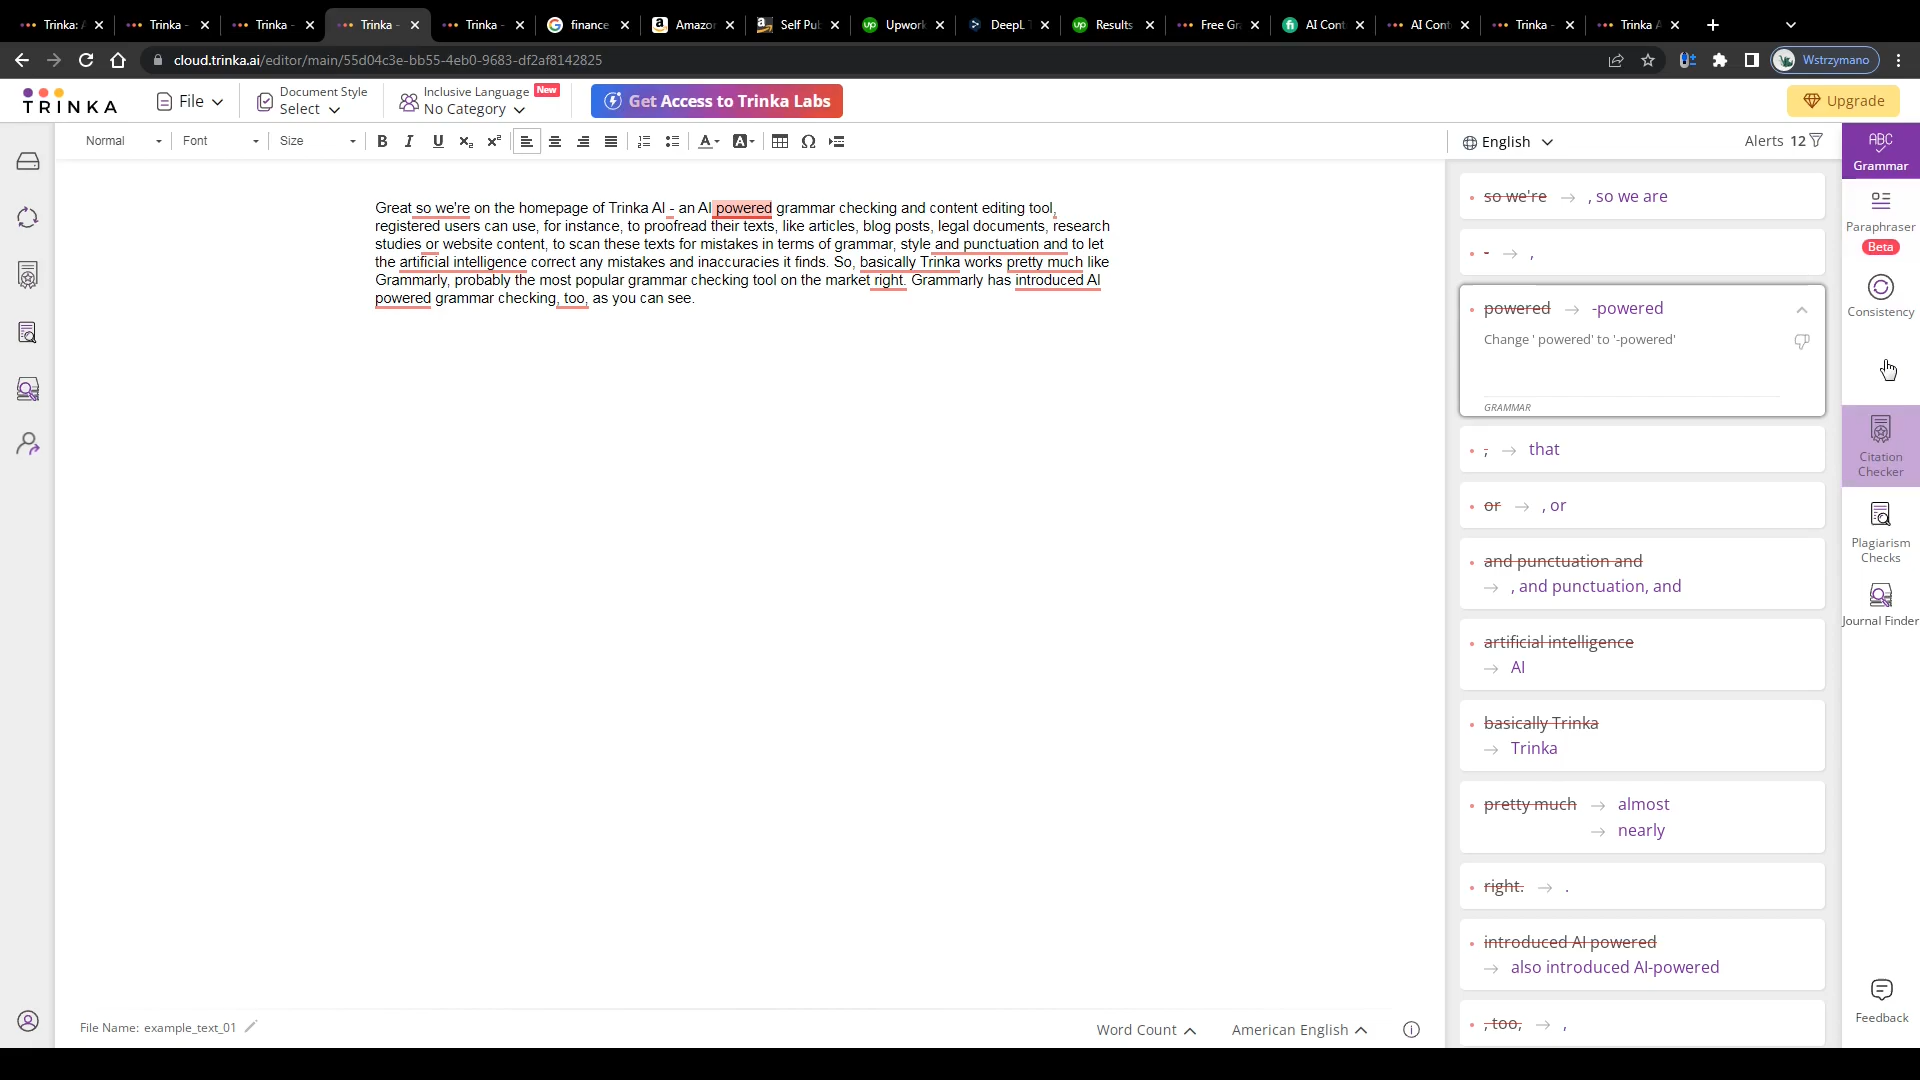 Trinka: A
Trinka -
Trinka -
Trinka -
Trinka -
finance
Amazo
Self Pu
Upwork
DeepL T
Results
Free Gr
AI Cont
AI Cont
Trinka -
Trinka A
cloud.trinka.ai/editor/main/55d04c3e-bb55-4eb0-9683-df2af8142825
Wstrzymano
TRINKA
File
Document Style
Select
Inclusive Language New
No Category
Get Access to Trinka Labs
Upgrade
Normal
Font
Size
B I U x₂ x²
A
A
Ω
English
Alerts 12
Great so we're on the homepage of Trinka AI - an AI powered grammar checking and content editing tool,
registered users can use, for instance, to proofread their texts, like articles, blog posts, legal documents, research
studies or website content, to scan these texts for mistakes in terms of grammar, style and punctuation and to let
the artificial intelligence correct any mistakes and inaccuracies it finds. So, basically Trinka works pretty much like
Grammarly, probably the most popular grammar checking tool on the market right. Grammarly has introduced AI
powered grammar checking, too, as you can see.
so we're → , so we are
- → ,
powered → -powered
Change ' powered' to '-powered'
GRAMMAR
, → that
or → , or
and punctuation and
→ , and punctuation, and
artificial intelligence
→ AI
basically Trinka
→ Trinka
pretty much → almost
→ nearly
right. → .
introduced AI powered
→ also introduced AI-powered
, too, → ,
ABC
Grammar
Paraphraser
Beta
Consistency
Citation
Checker
Plagiarism
Checks
Journal Finder
Feedback
File Name: example_text_01
Word Count
American English